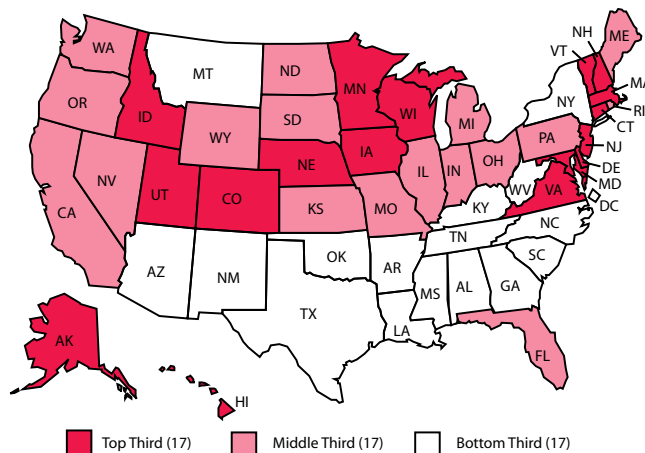 WA
MT
ND
MN
VT
NH
ME
OR
ID
WY
SD
WI
MI
NY
MA
RI
CT
NV
UT
CO
NE
IA
IL
IN
OH
PA
NJ
DE
MD
DC
CA
KS
MO
KY
WV
VA
AZ
NM
OK
AR
TN
NC
SC
TX
LA
MS
AL
GA
FL
AK
HI
Top Third (17) Middle Third (17) Bottom Third (17)